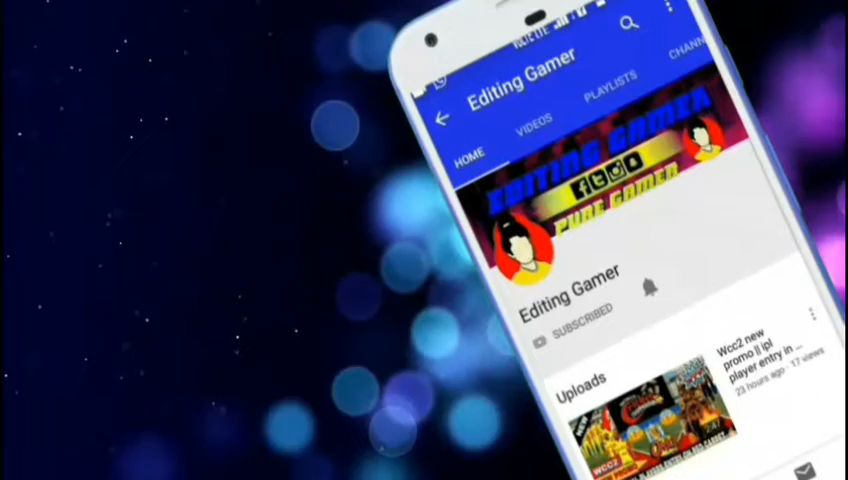 Editing Gamer
HOME
VIDEOS
PLAYLISTS
CHANN
EDITING GAMER
PURE GAMER
Editing Gamer
SUBSCRIBED
Uploads
Wcc2 new
promo || ipl
player entry in ...
23 hours ago · 17 views
WCC2